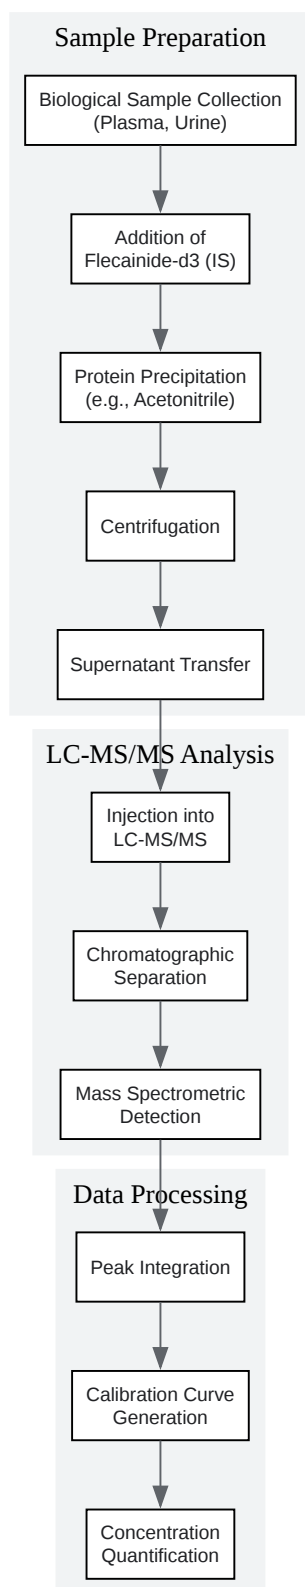 Sample Preparation
Biological Sample Collection
(Plasma, Urine)
Addition of
Flecainide-d3 (IS)
Protein Precipitation
(e.g., Acetonitrile)
Centrifugation
Supernatant Transfer
LC-MS/MS Analysis
Injection into
LC-MS/MS
Chromatographic
Separation
Mass Spectrometric
Detection
Data Processing
Peak Integration
Calibration Curve
Generation
Concentration
Quantification